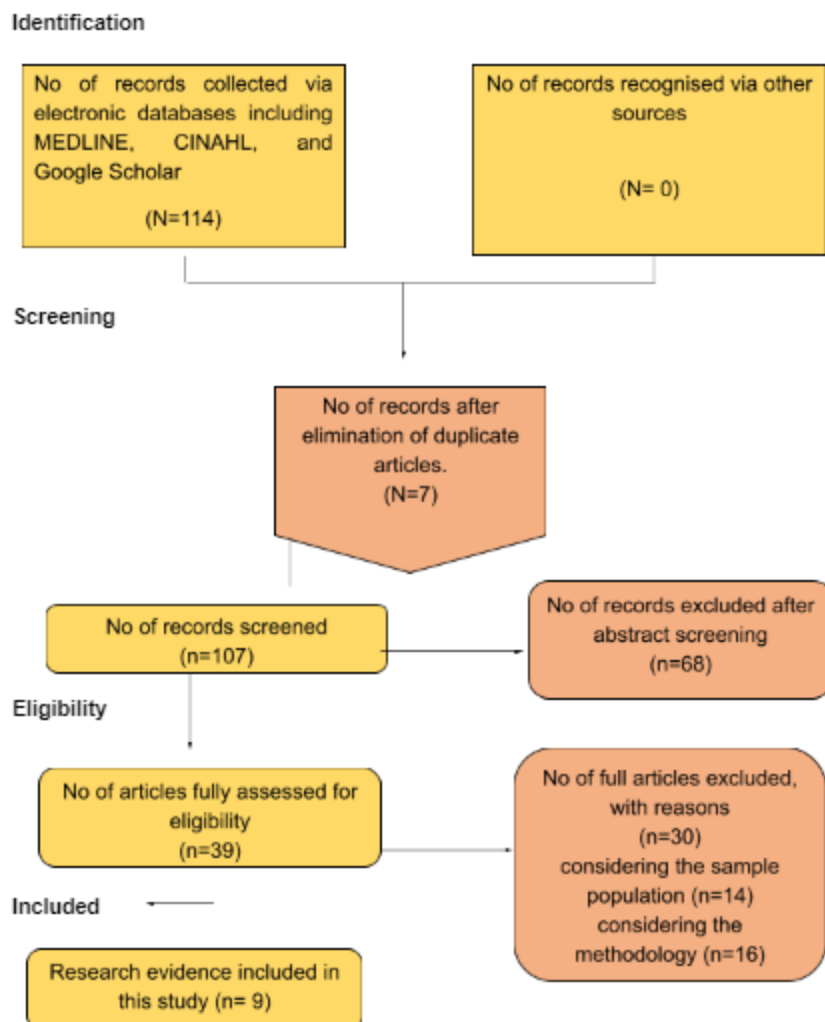 Identification
No of records collected via
electronic databases including
MEDLINE, CINAHL, and
Google Scholar
(N=114)
No of records recognised via other
sources
(N= 0)
Screening
No of records after
elimination of duplicate
articles.
(N=7)
No of records screened
(n=107)
No of records excluded after
abstract screening
(n=68)
Eligibility
No of articles fully assessed for
eligibility
(n=39)
No of full articles excluded,
with reasons
(n=30)
considering the sample
population (n=14)
considering the
methodology (n=16)
Included
Research evidence included in
this study (n= 9)